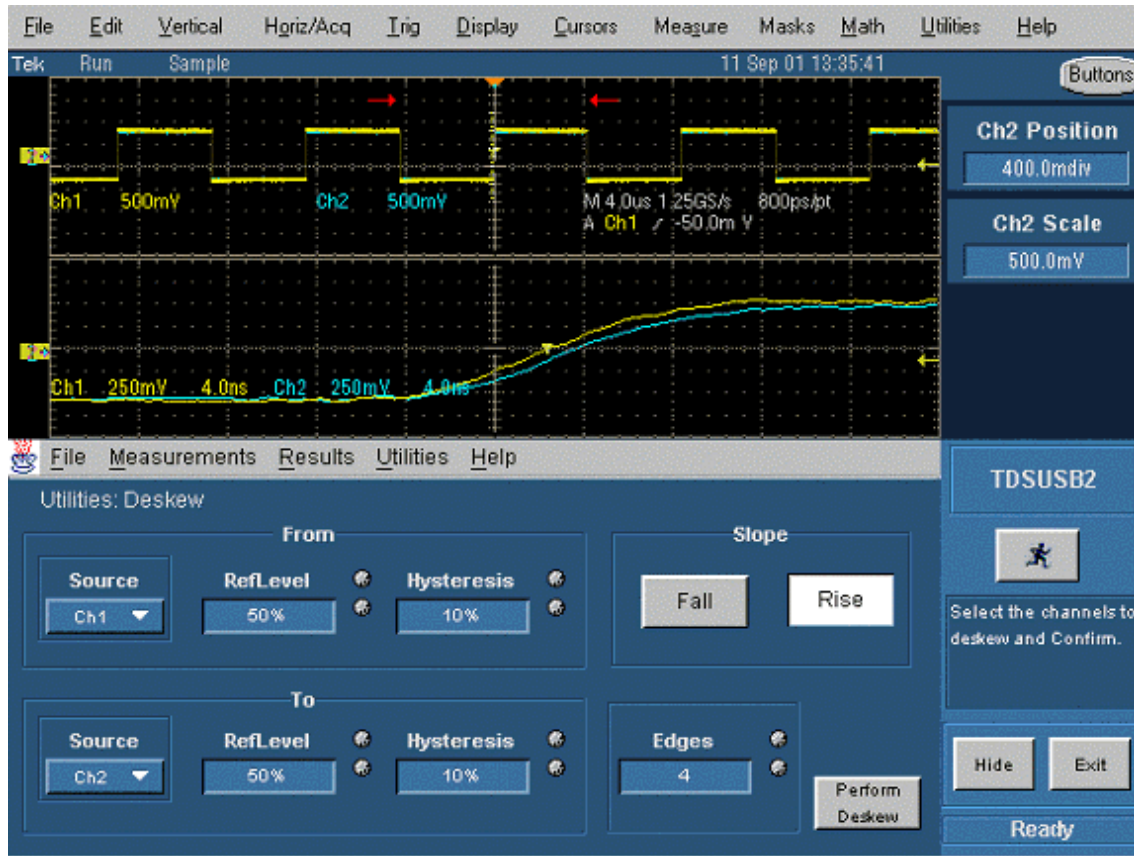 File Edit Vertical Horiz/Acq Trig Display Cursors Measure Masks Math Utilities Help
Tek Run Sample 11 Sep 01 13:35:41
Buttons
Ch2 Position
400.0mdiv
Ch2 Scale
500.0mV
Ch1 500mV Ch2 500mV M 4.0us 1.25GS/s 800ps/pt
A Ch1 / -50.0m V
Ch1 250mV 4.0ns Ch2 250mV 4.0ns
File Measurements Results Utilities Help
TDSUSB2
Utilities: Deskew
From
Source RefLevel Hysteresis
Ch1 50% 10%
Slope
Fall Rise
Select the channels to
deskew and Confirm.
To
Source RefLevel Hysteresis
Ch2 50% 10%
Edges
4
Perform
Deskew
Hide Exit
Ready